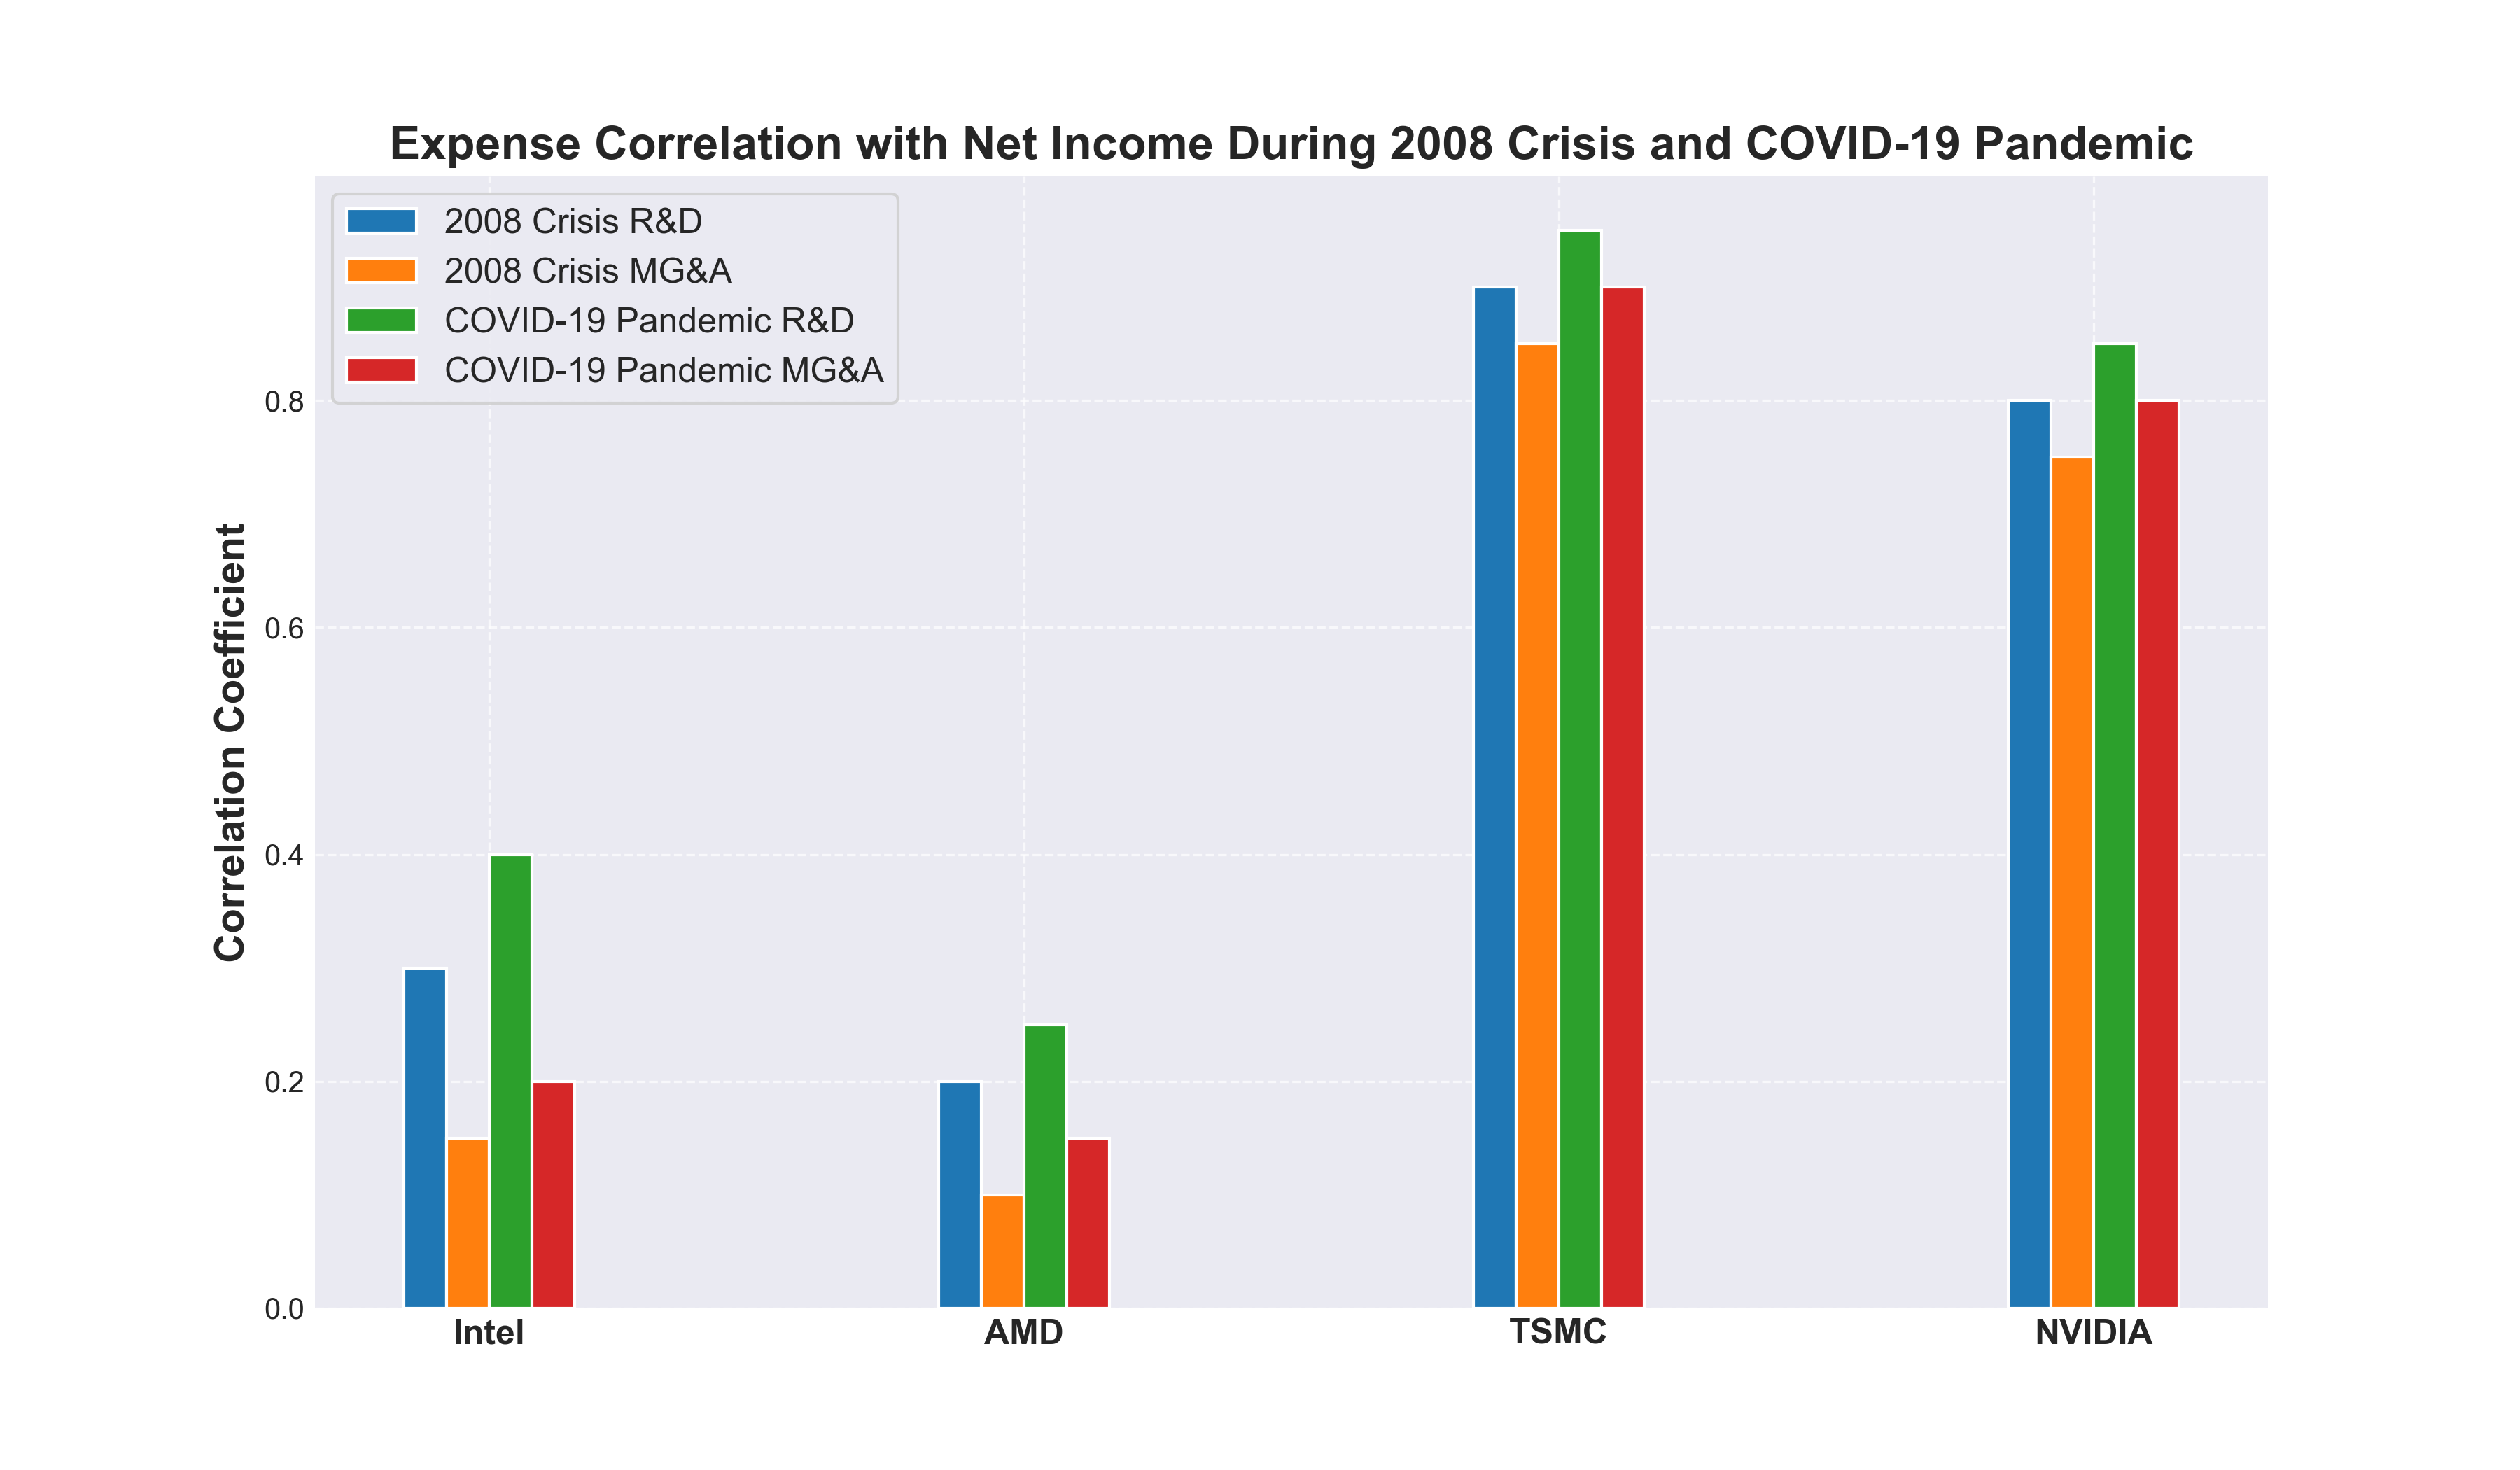 Expense Correlation with Net Income During 2008 Crisis and COVID-19 Pandemic
2008 Crisis R&D
2008 Crisis MG&A
COVID-19 Pandemic R&D
COVID-19 Pandemic MG&A
Correlation Coefficient
0.8
0.6
0.4
0.2
0.0
Intel AMD TSMC NVIDIA